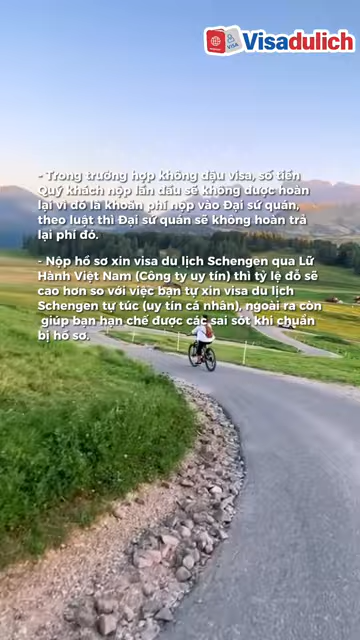 VISA
Visadulich
- Trong trường hợp không đậu visa, số tiền
Quý khách nộp lần đầu sẽ không được hoàn
lại vì đó là khoản phí nộp vào Đại sứ quán,
theo luật thì Đại sứ quán sẽ không hoàn trả
lại phí đó.
- Nộp hồ sơ xin visa du lịch Schengen qua Lữ
Hành Việt Nam (Công ty uy tín) thì tỷ lệ đỗ sẽ
cao hơn so với việc bạn tự xin visa du lịch
Schengen tự túc (uy tín cá nhân), ngoài ra còn
giúp bạn hạn chế được các sai sót khi chuẩn
bị hồ sơ.